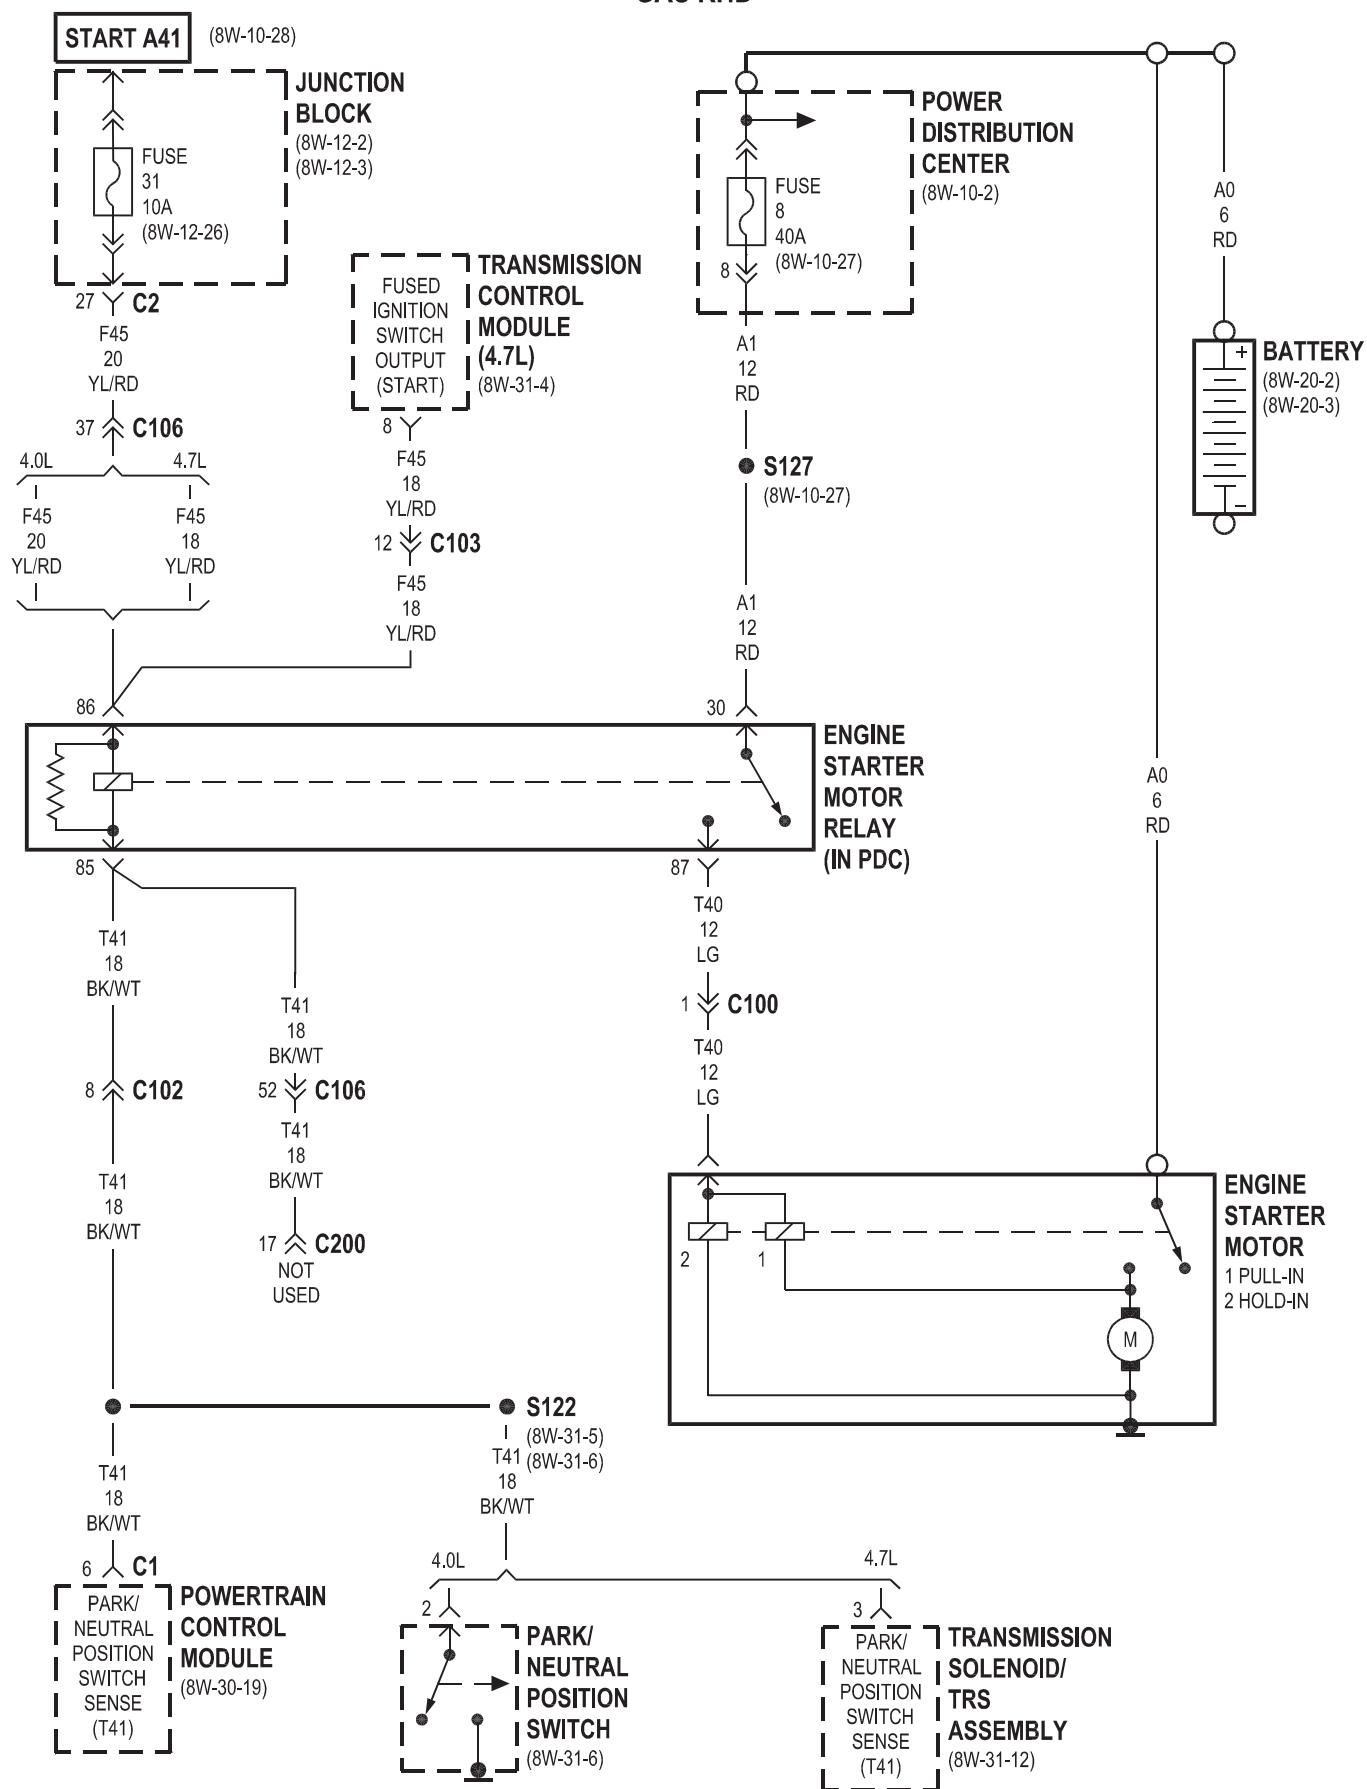 START A41
(8W-10-28)
JUNCTION
BLOCK
(8W-12-2)
(8W-12-3)
FUSE
31
10A
(8W-12-26)
27
C2
F45
20
YL/RD
37
C106
4.0L
4.7L
F45
20
YL/RD
F45
18
YL/RD
FUSED
IGNITION
SWITCH
OUTPUT
(START)
TRANSMISSION
CONTROL
MODULE
(4.7L)
(8W-31-4)
8
F45
18
YL/RD
12
C103
F45
18
YL/RD
POWER
DISTRIBUTION
CENTER
(8W-10-2)
FUSE
8
40A
(8W-10-27)
8
A1
12
RD
S127
(8W-10-27)
A1
12
RD
A0
6
RD
+
-
BATTERY
(8W-20-2)
(8W-20-3)
86
30
ENGINE
STARTER
MOTOR
RELAY
(IN PDC)
A0
6
RD
85
87
T41
18
BK/WT
T41
18
BK/WT
8
C102
52
C106
T41
18
BK/WT
T41
18
BK/WT
17
C200
NOT
USED
T40
12
LG
1
C100
T40
12
LG
2
1
M
ENGINE
STARTER
MOTOR
1 PULL-IN
2 HOLD-IN
S122
(8W-31-5)
(8W-31-6)
T41
18
BK/WT
T41
18
BK/WT
6
C1
PARK/
NEUTRAL
POSITION
SWITCH
SENSE
(T41)
POWERTRAIN
CONTROL
MODULE
(8W-30-19)
4.0L
4.7L
2
PARK/
NEUTRAL
POSITION
SWITCH
(8W-31-6)
3
PARK/
NEUTRAL
POSITION
SWITCH
SENSE
(T41)
TRANSMISSION
SOLENOID/
TRS
ASSEMBLY
(8W-31-12)